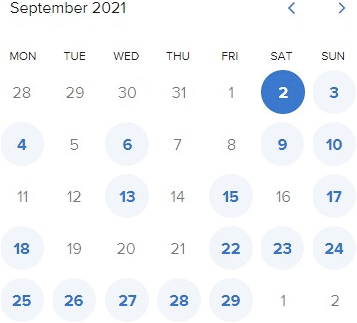 September 2021
MON TUE WED THU FRI SAT SUN
28 29 30 31 1 2 3
4 5 6 7 8 9 10
11 12 13 14 15 16 17
18 19 20 21 22 23 24
25 26 27 28 29 1 2